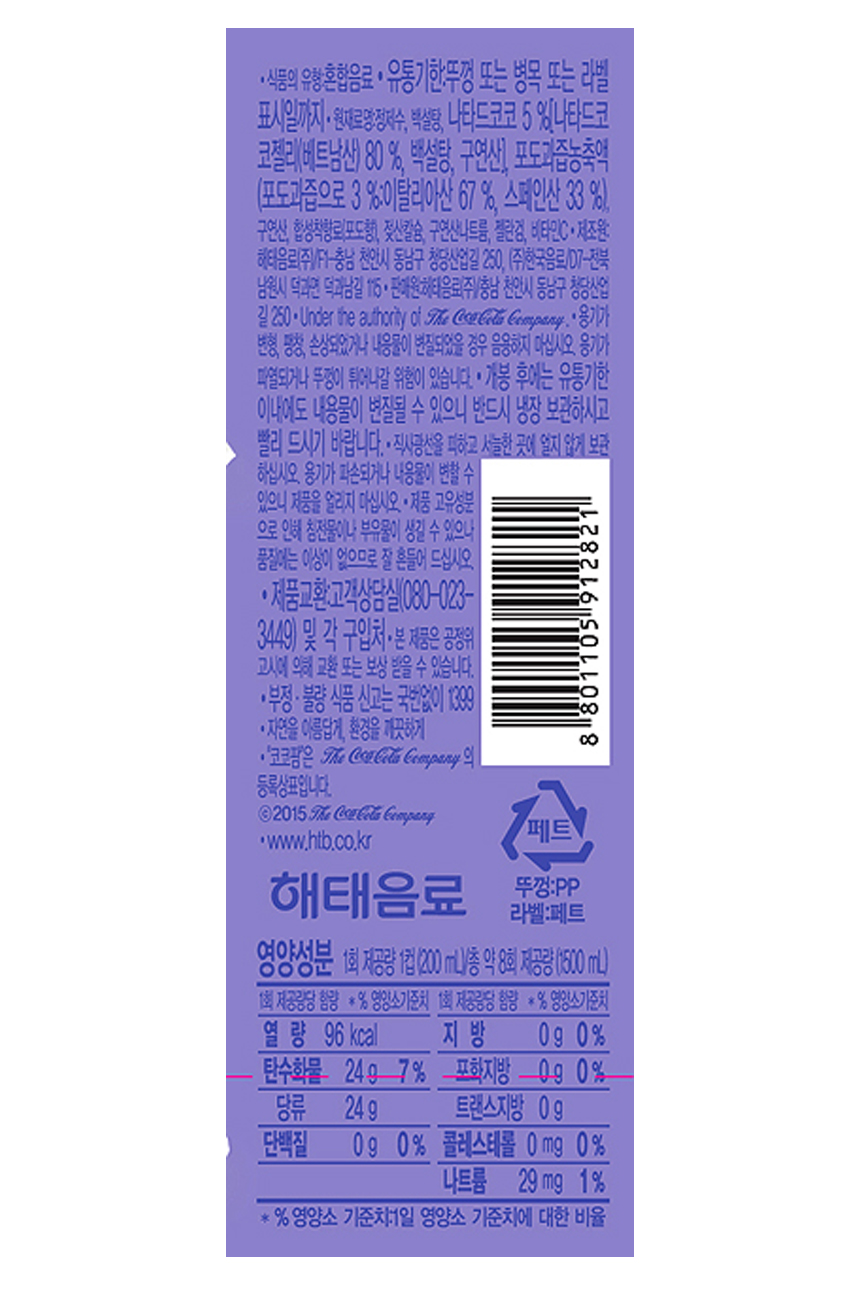 •식품의 유형:혼합음료•유통기한:뚜껑 또는 병목 또는 라벨
표시일까지•원재료명:정제수, 백설탕, 나타드코코 5 %[나타드코
코젤리(베트남산) 80 %, 백설탕, 구연산], 포도과즙농축액
(포도과즙으로 3 %:이탈리아산 67 %, 스페인산 33 %),
구연산, 합성착향료(포도향), 젖산칼슘, 구연산나트륨, 젤란검, 비타민C•제조원:
해태음료(주)/F1-충남 천안시 동남구 청당산업길 250, (주)한국음료/D7-전북
남원시 덕과면 덕과남길 115•판매원:해태음료(주)/충남 천안시 동남구 청당산업
길 250•Under the authority of The Coca-Cola Company.•용기가
변형, 팽창, 손상되었거나 내용물이 변질되었을 경우 음용하지 마십시오. 용기가
파열되거나 뚜껑이 튀어나갈 위험이 있습니다.•개봉 후에는 유통기한
이내에도 내용물이 변질될 수 있으니 반드시 냉장 보관하시고
빨리 드시기 바랍니다.•직사광선을 피하고 서늘한 곳에 얼지 않게 보관
하십시오. 용기가 파손되거나 내용물이 변할 수
있으니 제품을 얼리지 마십시오.•제품 고유성분
으로 인해 침전물이나 부유물이 생길 수 있으나
품질에는 이상이 없으므로 잘 흔들어 드십시오.
•제품교환:고객상담실(080-023-
3449) 및 각 구입처•본 제품은 공정위
고시에 의해 교환 또는 보상 받을 수 있습니다.
•부정·불량 식품 신고는 국번없이 1399
•자연을 아름답게, 환경을 깨끗하게
•"코코팜"은 The Coca-Cola Company의
등록상표입니다.
©2015 The Coca-Cola Company
•www.htb.co.kr
8 801105 912821
페트
뚜껑:PP
라벨:페트
해태음료
영양성분 1회 제공량 1컵(200 mL)/총 약 8회 제공량(1500 mL)
1회 제공량당 함량 *% 영양소기준치 1회 제공량당 함량 *% 영양소기준치
열 량 96 kcal 지 방 0 g 0 %
탄수화물 24 g 7 % 포화지방 0 g 0 %
당류 24 g 트랜스지방 0 g
단백질 0 g 0 % 콜레스테롤 0 mg 0 %
나트륨 29 mg 1 %
*% 영양소 기준치:1일 영양소 기준치에 대한 비율